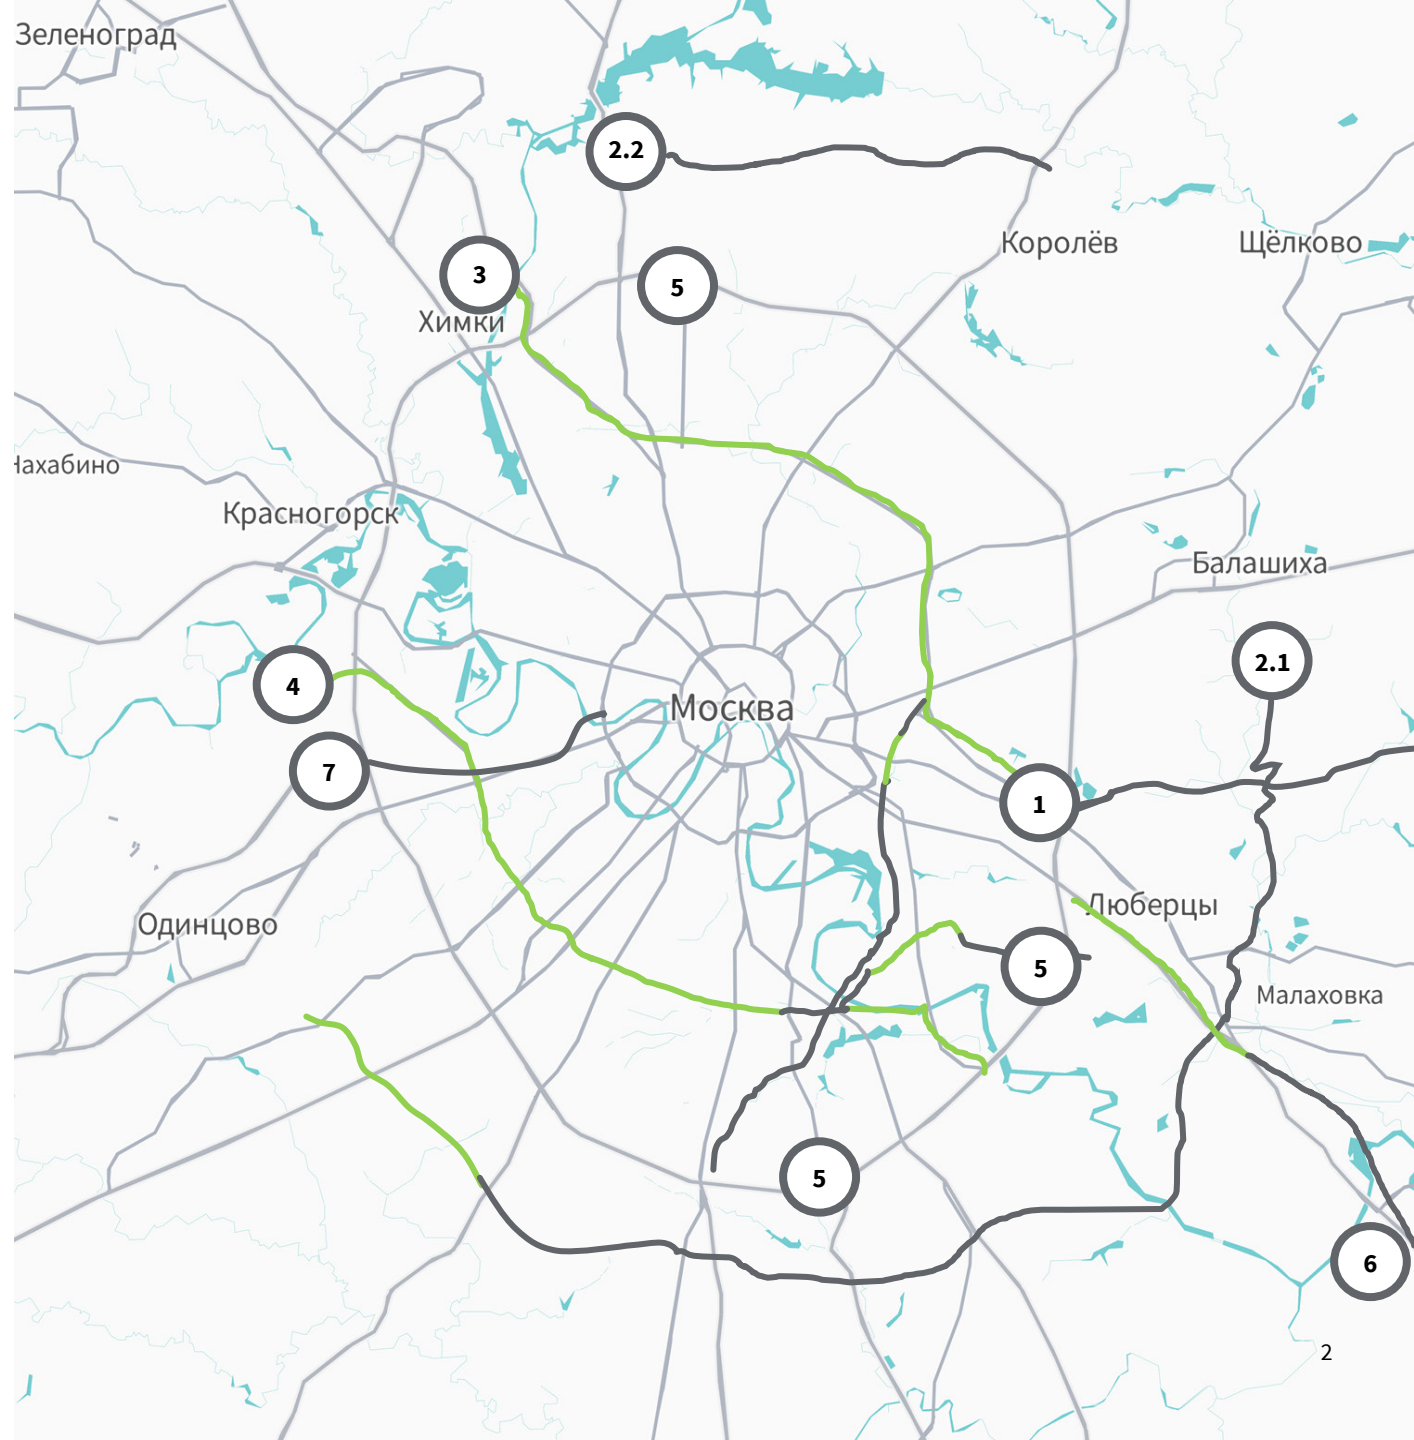 Зеленоград
2.2
Королёв
Щёлково
3
5
Химки
Нахабино
Красногорск
Балашиха
2.1
4
Москва
7
1
Люберцы
Одинцово
5
Малаховка
5
6
2